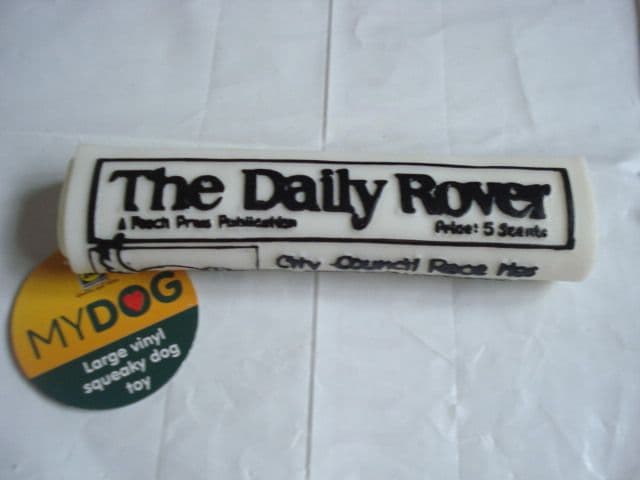 The Daily Rover
A Pooch Press Publication
Price: 5 Scents
City Council Race Has
MYDOG
Large vinyl
squeaky dog
toy